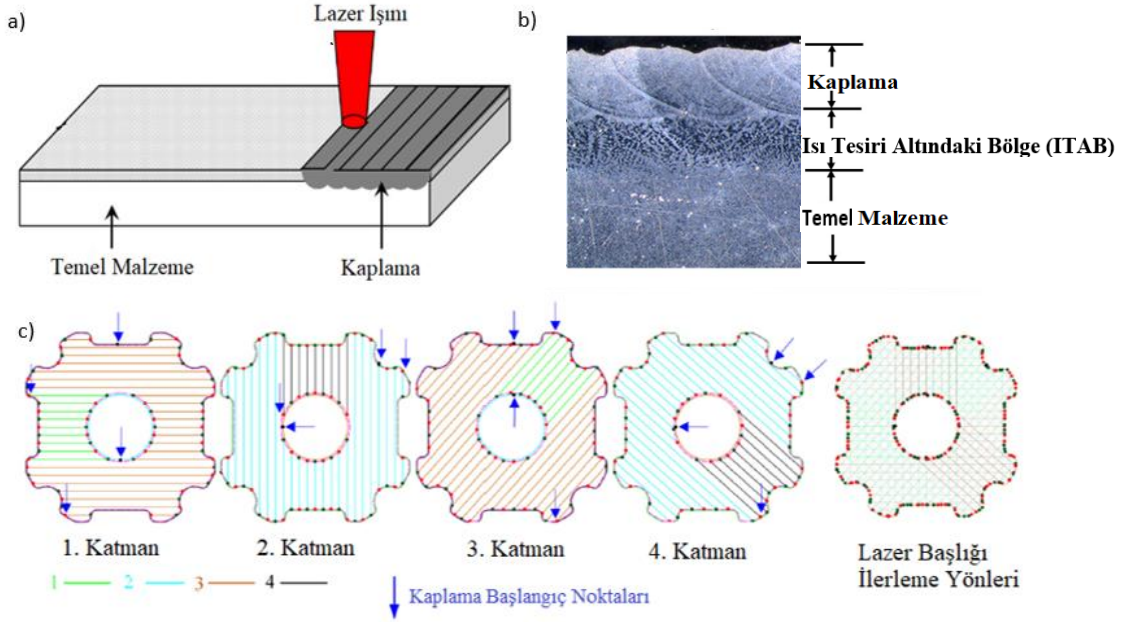 a)
Lazer Işını
Temel Malzeme
Kaplama
b)
Kaplama
Isı Tesiri Altındaki Bölge (ITAB)
Temel Malzeme
c)
1. Katman
2. Katman
3. Katman
4. Katman
Lazer Başlığı
İlerleme Yönleri
1
2
3
4
Kaplama Başlangıç Noktaları